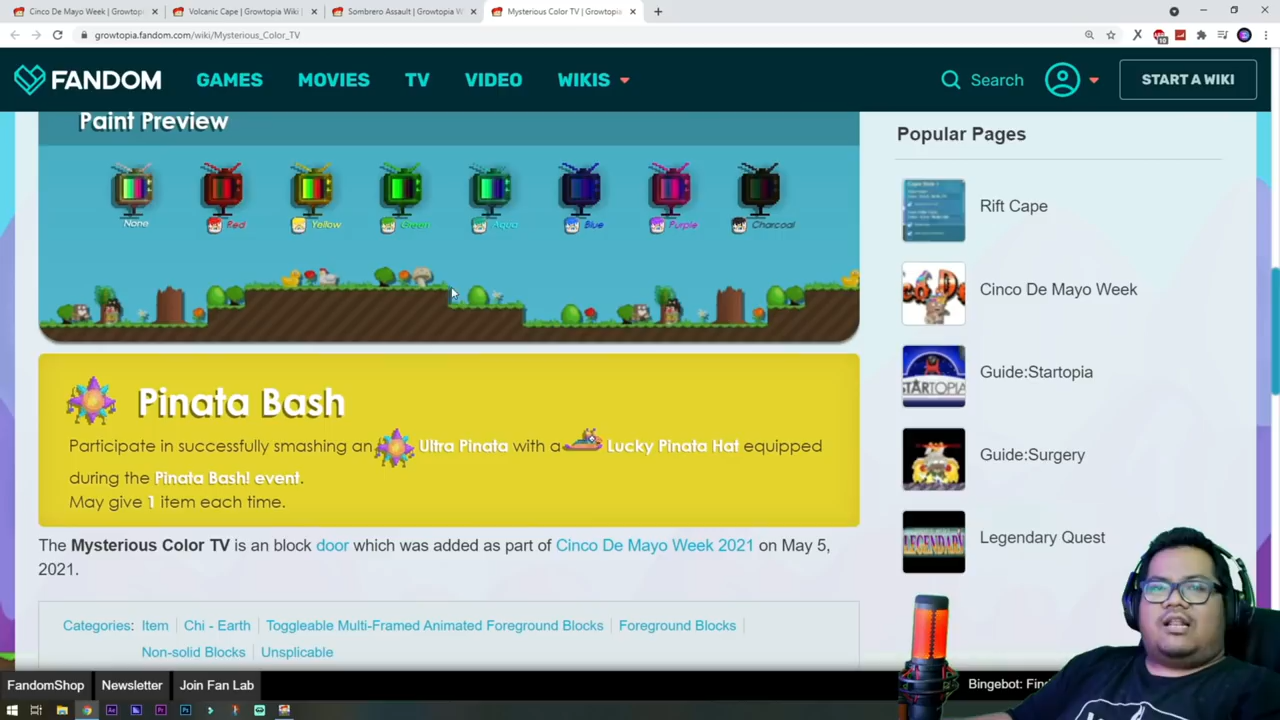 Cinco De Mayo Week | Growtop
Volcanic Cape | Growtopia Wiki
Sombrero Assault | Growtopia W
Mysterious Color TV | Growtopia
growtopia.fandom.com/wiki/Mysterious_Color_TV
10
FANDOM
GAMES
MOVIES
TV
VIDEO
WIKIS
Search
START A WIKI
Paint Preview
None
Red
Yellow
Green
Aqua
Blue
Purple
Charcoal
Pinata Bash
Participate in successfully smashing an Ultra Pinata with a Lucky Pinata Hat equipped
during the Pinata Bash! event.
May give 1 item each time.
The Mysterious Color TV is an block door which was added as part of Cinco De Mayo Week 2021 on May 5,
2021.
Categories: Item Chi - Earth Toggleable Multi-Framed Animated Foreground Blocks Foreground Blocks
Non-solid Blocks Unsplicable
Popular Pages
Rift Cape
Cinco De Mayo Week
Guide:Startopia
STARTOPIA
Guide:Surgery
Legendary Quest
LEGENDARY
FandomShop
Newsletter
Join Fan Lab
Bingebot: Find